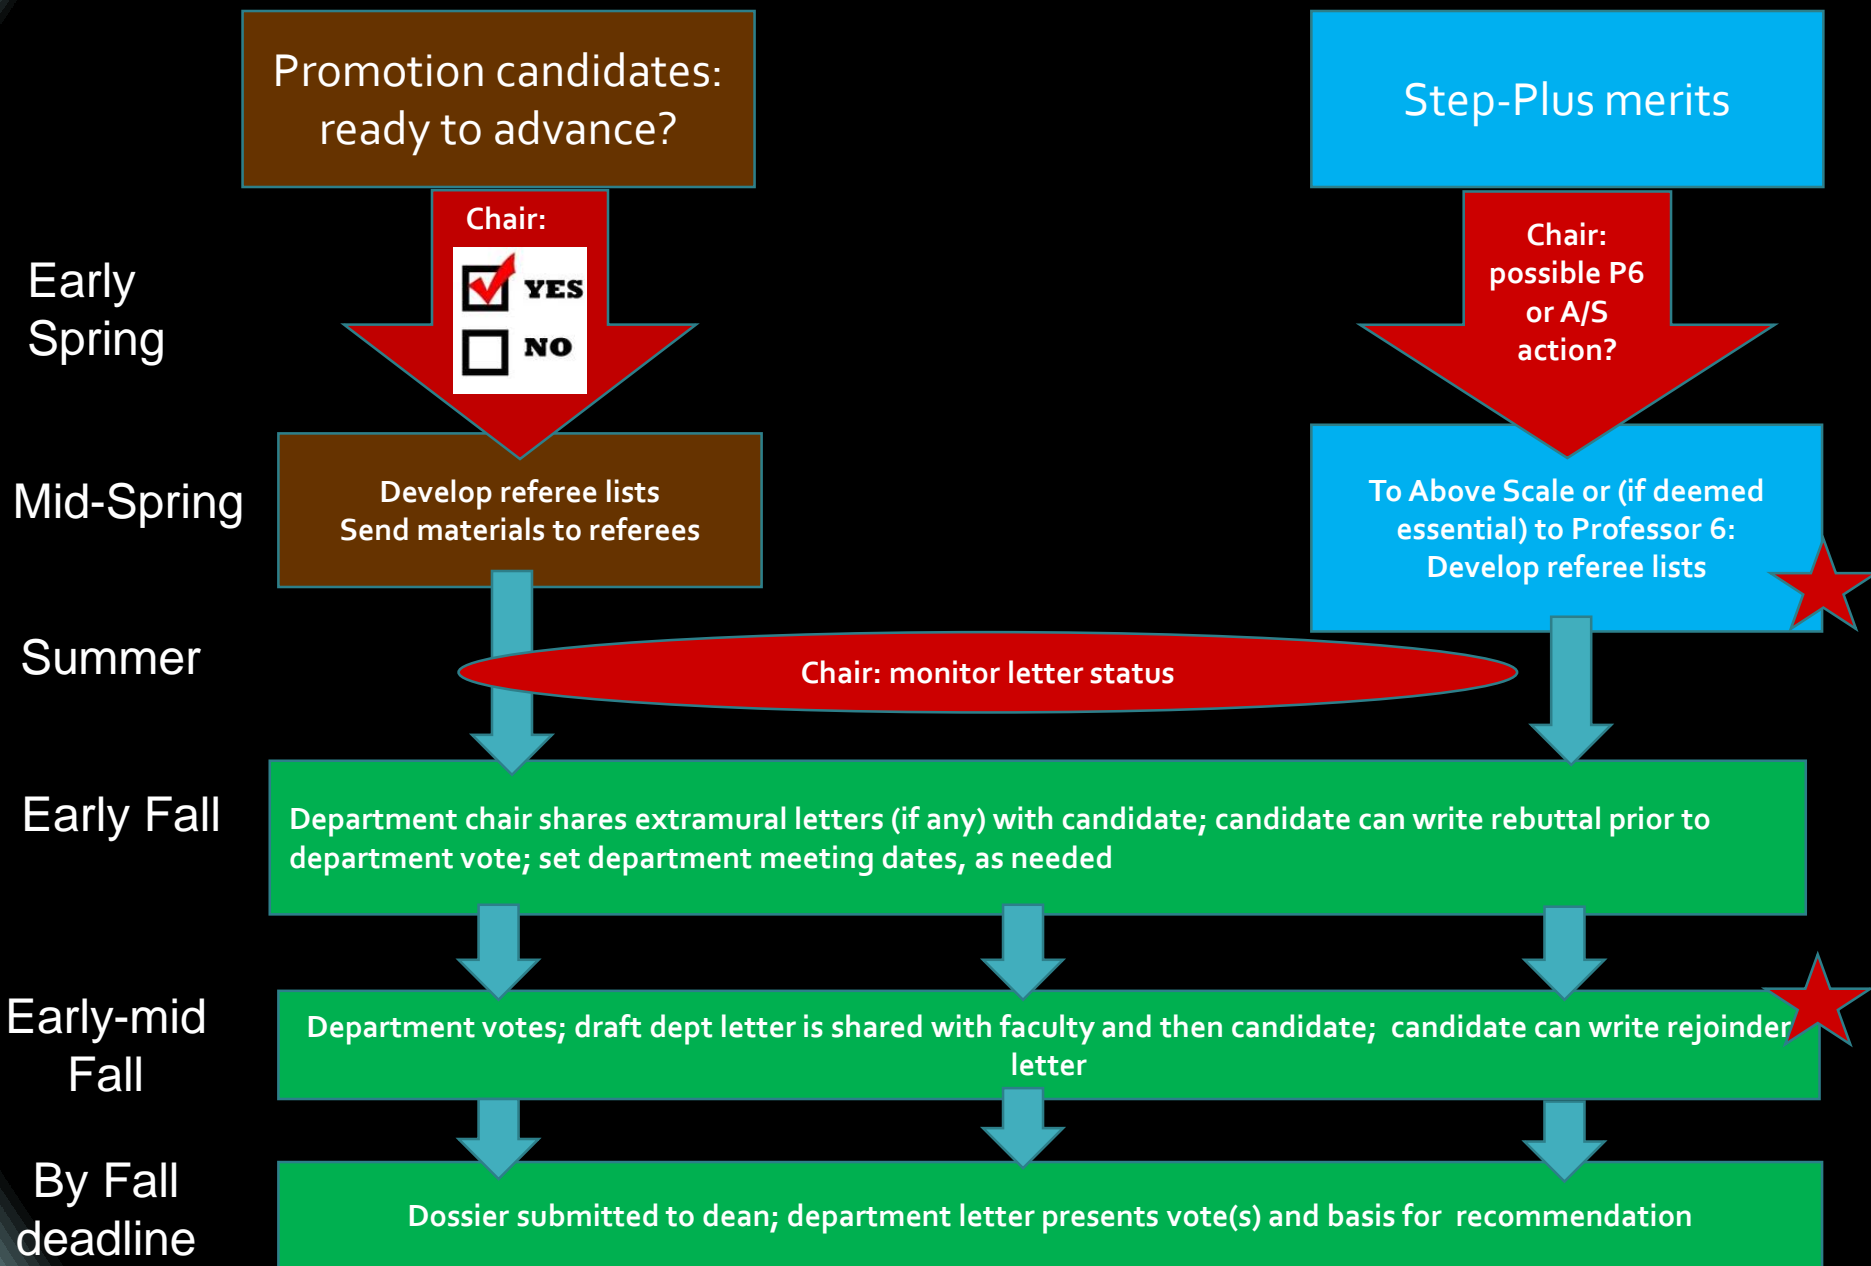 Promotion candidates:
ready to advance?
Step-Plus merits
Early
Spring
Chair:
YES
NO
Chair:
possible P6
or A/S
action?
Mid-Spring
Develop referee lists
Send materials to referees
To Above Scale or (if deemed
essential) to Professor 6:
Develop referee lists
Summer
Chair: monitor letter status
Early Fall
Department chair shares extramural letters (if any) with candidate; candidate can write rebuttal prior to
department vote; set department meeting dates, as needed
Early-mid
Fall
Department votes; draft dept letter is shared with faculty and then candidate; candidate can write rejoinder
letter
By Fall
deadline
Dossier submitted to dean; department letter presents vote(s) and basis for recommendation